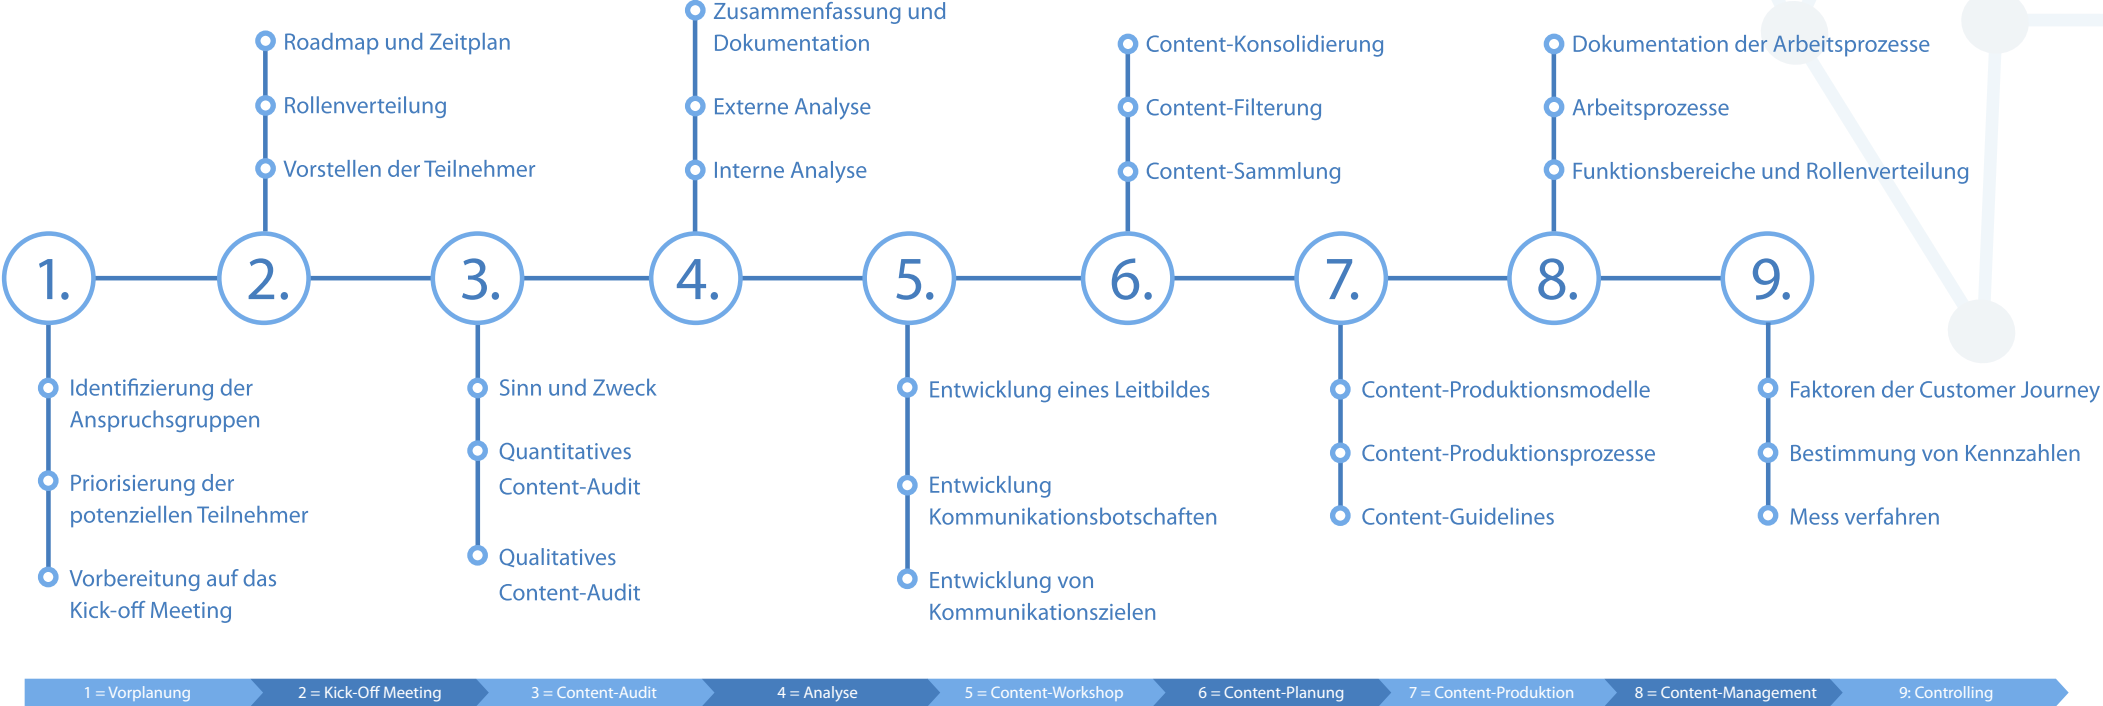 Roadmap und Zeitplan
Rollenverteilung
Vorstellen der Teilnehmer
Zusammenfassung und
Dokumentation
Externe Analyse
Interne Analyse
Content-Konsolidierung
Content-Filterung
Content-Sammlung
Dokumentation der Arbeitsprozesse
Arbeitsprozesse
Funktionsbereiche und Rollenverteilung
1.
2.
3.
4.
5.
6.
7.
8.
9.
Identifizierung der
Anspruchsgruppen
Priorisierung der
potenziellen Teilnehmer
Vorbereitung auf das
Kick-off Meeting
Sinn und Zweck
Quantitatives
Content-Audit
Qualitatives
Content-Audit
Entwicklung eines Leitbildes
Entwicklung
Kommunikationsbotschaften
Entwicklung von
Kommunikationszielen
Content-Produktionsmodelle
Content-Produktionsprozesse
Content-Guidelines
Faktoren der Customer Journey
Bestimmung von Kennzahlen
Mess verfahren
1 = Vorplanung
2 = Kick-Off Meeting
3 = Content-Audit
4 = Analyse
5 = Content-Workshop
6 = Content-Planung
7 = Content-Produktion
8 = Content-Management
9: Controlling